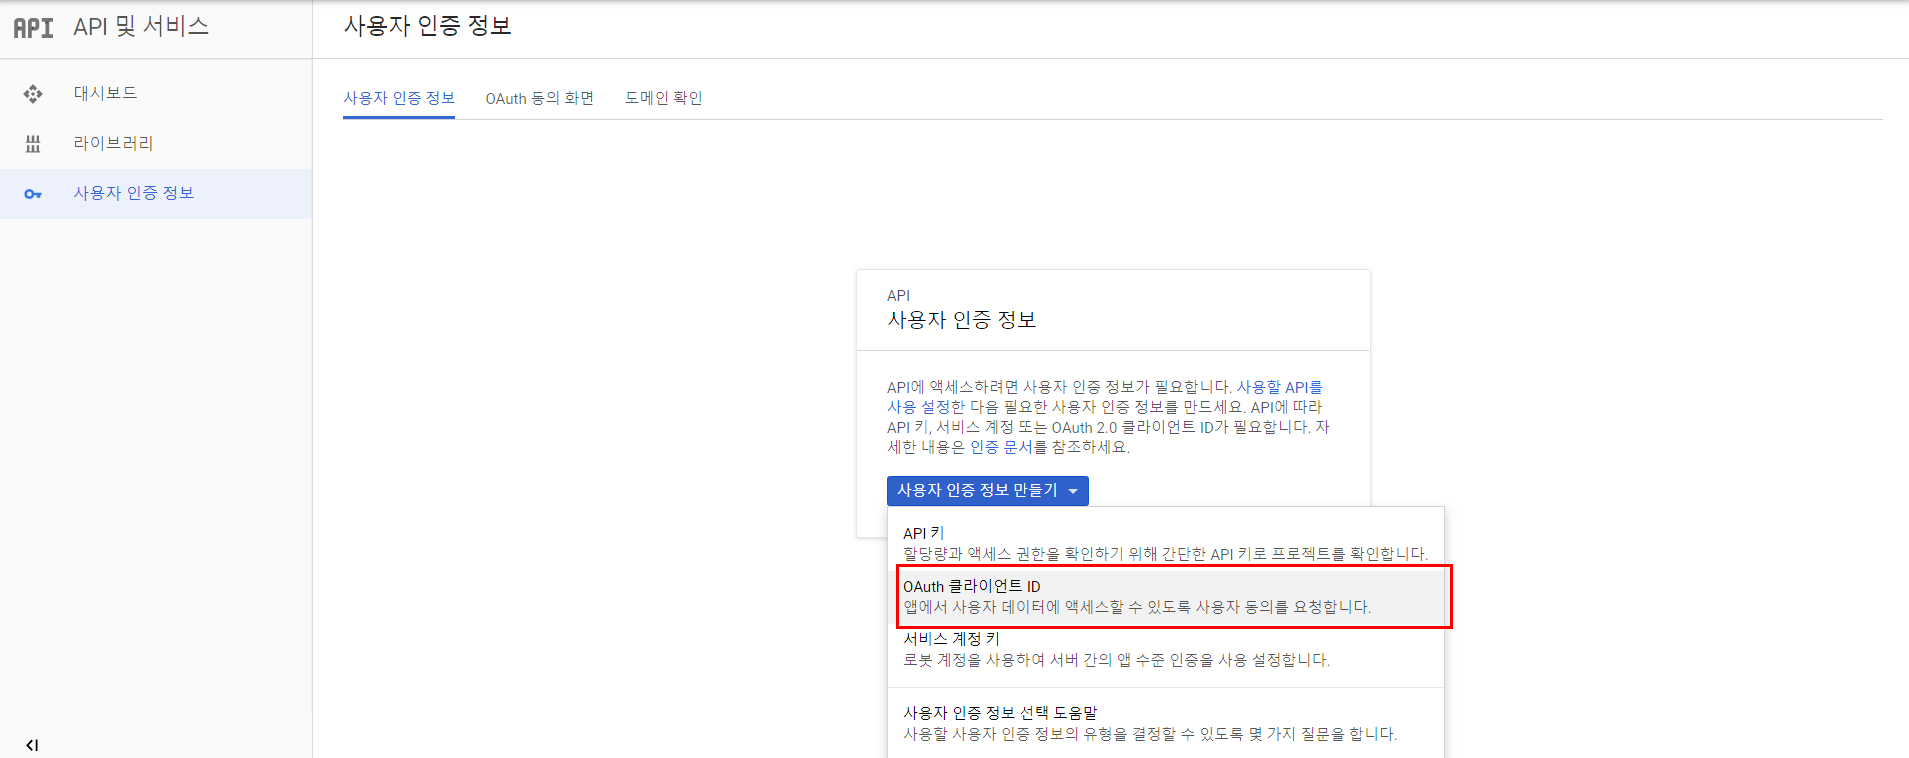 API API 및 서비스
사용자 인증 정보
대시보드
라이브러리
사용자 인증 정보
사용자 인증 정보 OAuth 동의 화면 도메인 확인
API
사용자 인증 정보
API에 액세스하려면 사용자 인증 정보가 필요합니다. 사용할 API를
사용 설정한 다음 필요한 사용자 인증 정보를 만드세요. API에 따라
API 키, 서비스 계정 또는 OAuth 2.0 클라이언트 ID가 필요합니다. 자
세한 내용은 인증 문서를 참조하세요.
사용자 인증 정보 만들기
API 키
할당량과 액세스 권한을 확인하기 위해 간단한 API 키로 프로젝트를 확인합니다.
OAuth 클라이언트 ID
앱에서 사용자 데이터에 액세스할 수 있도록 사용자 동의를 요청합니다.
서비스 계정 키
로봇 계정을 사용하여 서버 간의 앱 수준 인증을 사용 설정합니다.
사용자 인증 정보 선택 도움말
사용할 사용자 인증 정보의 유형을 결정할 수 있도록 몇 가지 질문을 합니다.